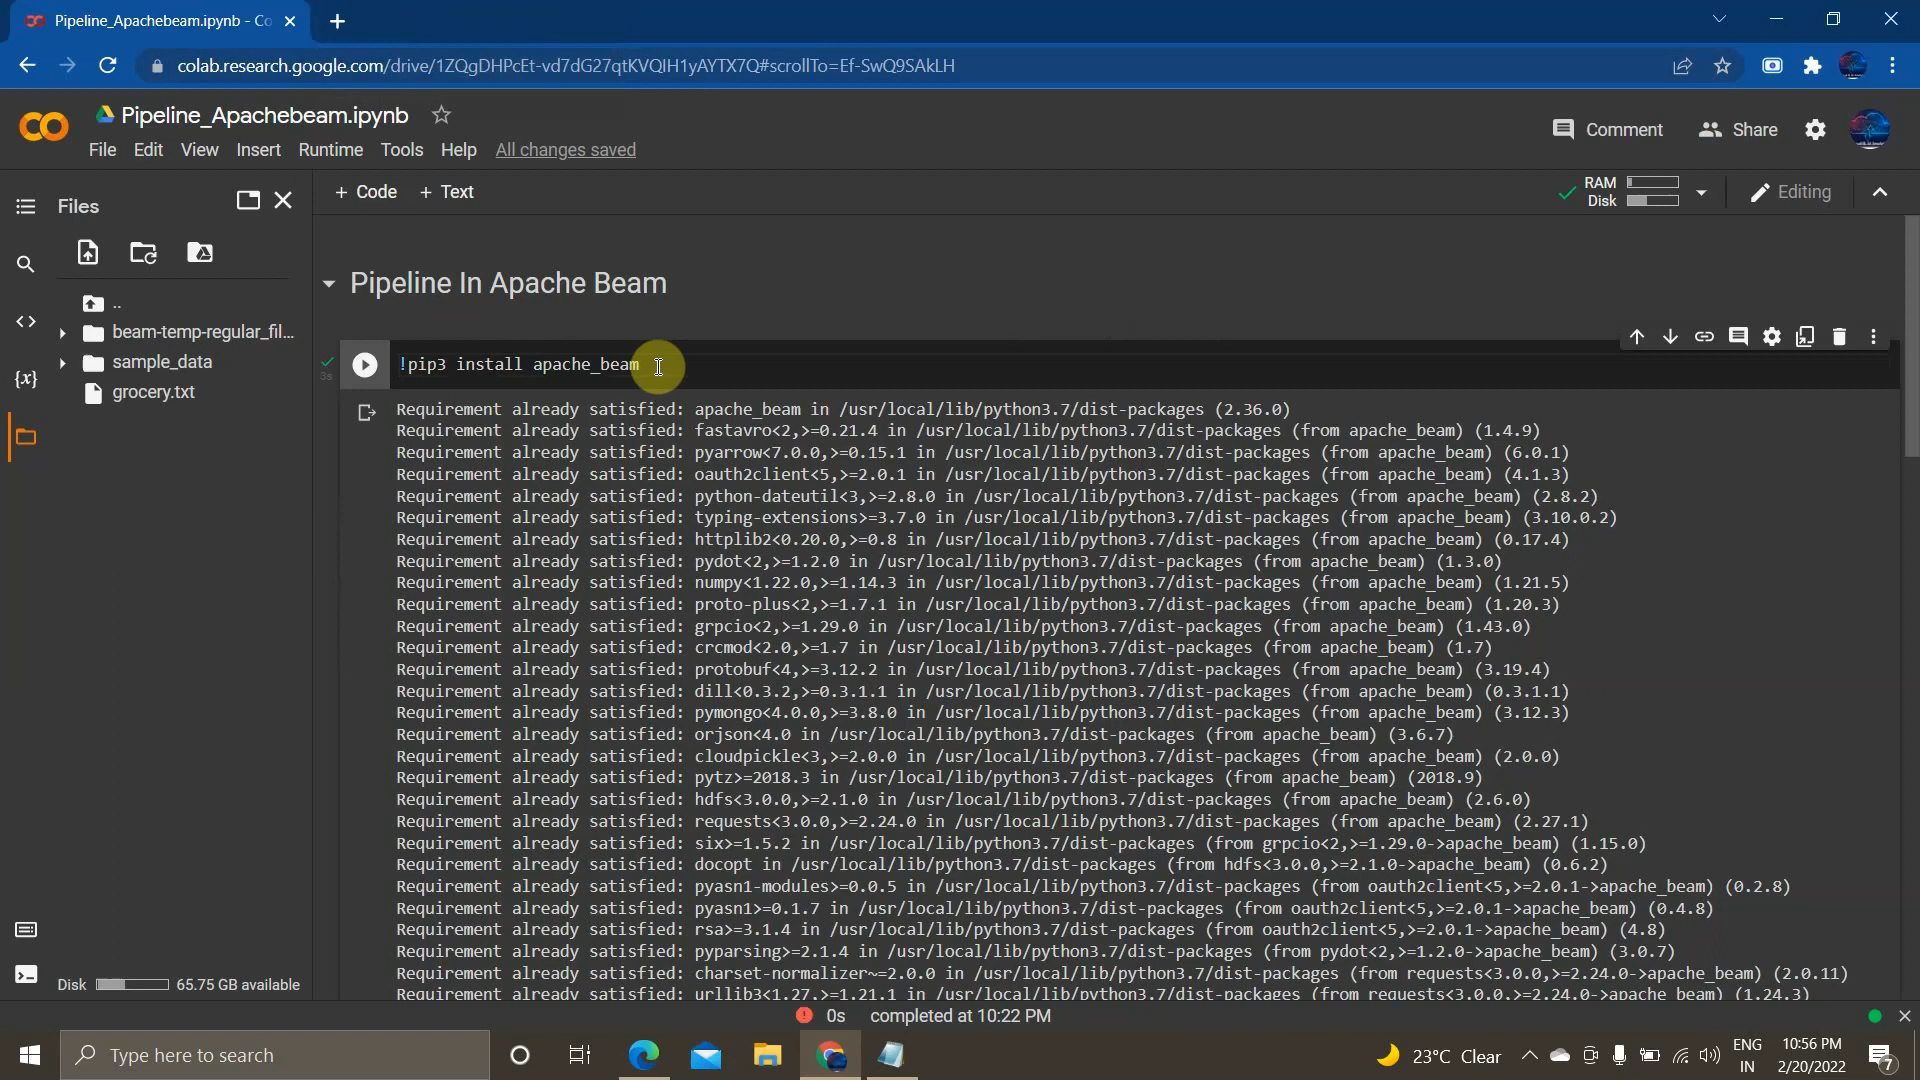 Pipeline_Apachebeam.ipynb - Co
colab.research.google.com/drive/1ZQgDHPcEt-vd7dG27qtKVQIH1yAYTX7Q#scrollTo=Ef-SwQ9SAkLH
Pipeline_Apachebeam.ipynb
Comment
Share
File Edit View Insert Runtime Tools Help All changes saved
Files
+ Code + Text
RAM
Disk
Editing
..
beam-temp-regular_fil...
sample_data
grocery.txt
Pipeline In Apache Beam
3s
!pip3 install apache_beam
Requirement already satisfied: apache_beam in /usr/local/lib/python3.7/dist-packages (2.36.0)
Requirement already satisfied: fastavro<2,>=0.21.4 in /usr/local/lib/python3.7/dist-packages (from apache_beam) (1.4.9)
Requirement already satisfied: pyarrow<7.0.0,>=0.15.1 in /usr/local/lib/python3.7/dist-packages (from apache_beam) (6.0.1)
Requirement already satisfied: oauth2client<5,>=2.0.1 in /usr/local/lib/python3.7/dist-packages (from apache_beam) (4.1.3)
Requirement already satisfied: python-dateutil<3,>=2.8.0 in /usr/local/lib/python3.7/dist-packages (from apache_beam) (2.8.2)
Requirement already satisfied: typing-extensions>=3.7.0 in /usr/local/lib/python3.7/dist-packages (from apache_beam) (3.10.0.2)
Requirement already satisfied: httplib2<0.20.0,>=0.8 in /usr/local/lib/python3.7/dist-packages (from apache_beam) (0.17.4)
Requirement already satisfied: pydot<2,>=1.2.0 in /usr/local/lib/python3.7/dist-packages (from apache_beam) (1.3.0)
Requirement already satisfied: numpy<1.22.0,>=1.14.3 in /usr/local/lib/python3.7/dist-packages (from apache_beam) (1.21.5)
Requirement already satisfied: proto-plus<2,>=1.7.1 in /usr/local/lib/python3.7/dist-packages (from apache_beam) (1.20.3)
Requirement already satisfied: grpcio<2,>=1.29.0 in /usr/local/lib/python3.7/dist-packages (from apache_beam) (1.43.0)
Requirement already satisfied: crcmod<2.0,>=1.7 in /usr/local/lib/python3.7/dist-packages (from apache_beam) (1.7)
Requirement already satisfied: protobuf<4,>=3.12.2 in /usr/local/lib/python3.7/dist-packages (from apache_beam) (3.19.4)
Requirement already satisfied: dill<0.3.2,>=0.3.1.1 in /usr/local/lib/python3.7/dist-packages (from apache_beam) (0.3.1.1)
Requirement already satisfied: pymongo<4.0.0,>=3.8.0 in /usr/local/lib/python3.7/dist-packages (from apache_beam) (3.12.3)
Requirement already satisfied: orjson<4.0 in /usr/local/lib/python3.7/dist-packages (from apache_beam) (3.6.7)
Requirement already satisfied: cloudpickle<3,>=2.0.0 in /usr/local/lib/python3.7/dist-packages (from apache_beam) (2.0.0)
Requirement already satisfied: pytz>=2018.3 in /usr/local/lib/python3.7/dist-packages (from apache_beam) (2018.9)
Requirement already satisfied: hdfs<3.0.0,>=2.1.0 in /usr/local/lib/python3.7/dist-packages (from apache_beam) (2.6.0)
Requirement already satisfied: requests<3.0.0,>=2.24.0 in /usr/local/lib/python3.7/dist-packages (from apache_beam) (2.27.1)
Requirement already satisfied: six>=1.5.2 in /usr/local/lib/python3.7/dist-packages (from grpcio<2,>=1.29.0->apache_beam) (1.15.0)
Requirement already satisfied: docopt in /usr/local/lib/python3.7/dist-packages (from hdfs<3.0.0,>=2.1.0->apache_beam) (0.6.2)
Requirement already satisfied: pyasn1-modules>=0.0.5 in /usr/local/lib/python3.7/dist-packages (from oauth2client<5,>=2.0.1->apache_beam) (0.2.8)
Requirement already satisfied: pyasn1>=0.1.7 in /usr/local/lib/python3.7/dist-packages (from oauth2client<5,>=2.0.1->apache_beam) (0.4.8)
Requirement already satisfied: rsa>=3.1.4 in /usr/local/lib/python3.7/dist-packages (from oauth2client<5,>=2.0.1->apache_beam) (4.8)
Requirement already satisfied: pyparsing>=2.1.4 in /usr/local/lib/python3.7/dist-packages (from pydot<2,>=1.2.0->apache_beam) (3.0.7)
Requirement already satisfied: charset-normalizer~=2.0.0 in /usr/local/lib/python3.7/dist-packages (from requests<3.0.0,>=2.24.0->apache_beam) (2.0.11)
Requirement already satisfied: urllib3<1.27,>=1.21.1 in /usr/local/lib/python3.7/dist-packages (from requests<3.0.0,>=2.24.0->apache_beam) (1.24.3)
Disk 65.75 GB available
0s completed at 10:22 PM
Type here to search
23°C Clear
ENG
IN
10:56 PM
2/20/2022
7